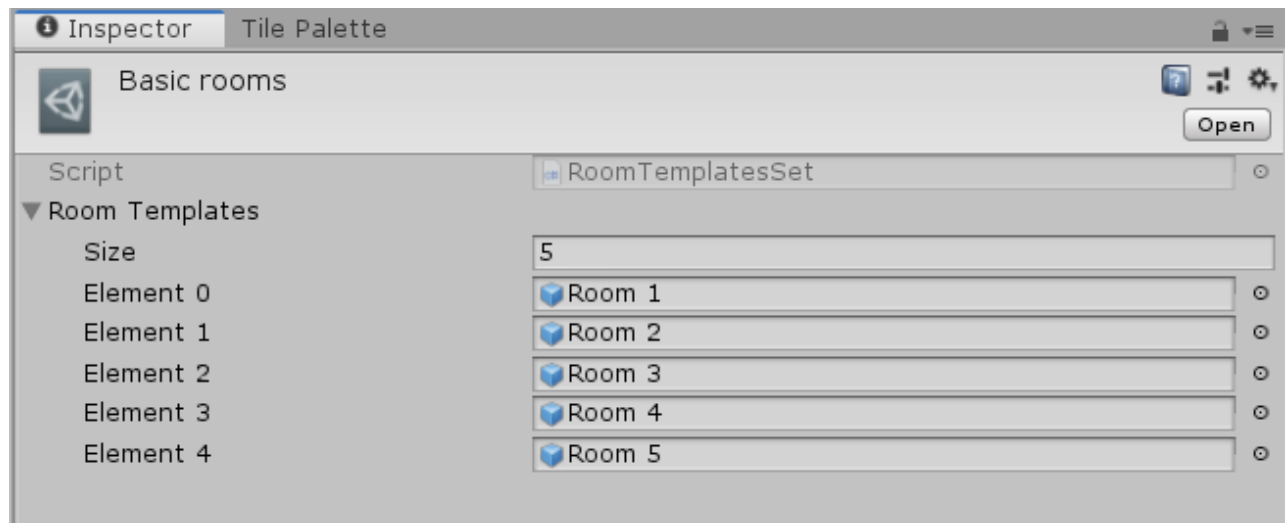 Inspector Tile Palette
Basic rooms
Open
Script RoomTemplatesSet
Room Templates
Size 5
Element 0 Room 1
Element 1 Room 2
Element 2 Room 3
Element 3 Room 4
Element 4 Room 5